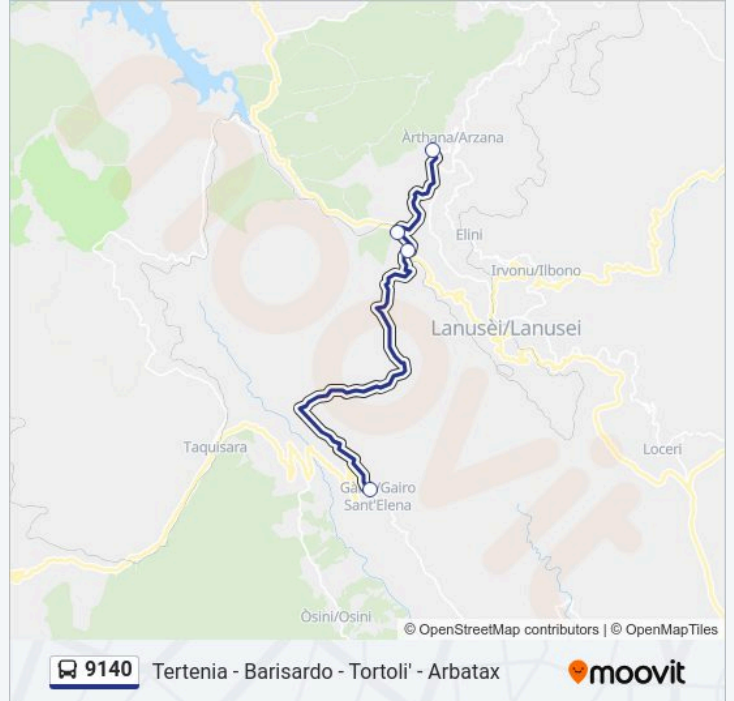 Àrthana/Arzana
Elini
Irvonu/Ilbono
Lanusèi/Lanusei
Taquisara
Loceri
/Gairo
Sant'Elena
Òsini/Osini
© OpenStreetMap contributors | © OpenMapTiles
9140 Tertenia - Barisardo - Tortoli' - Arbatax
moovit
moovit